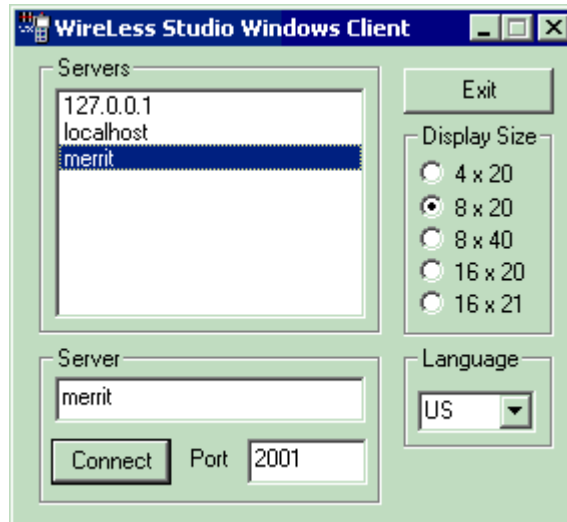 WireLess Studio Windows Client
Servers
127.0.0.1
localhost
merrit
Exit
Display Size
4 x 20
8 x 20
8 x 40
16 x 20
16 x 21
Server
merrit
Connect
Port
2001
Language
US